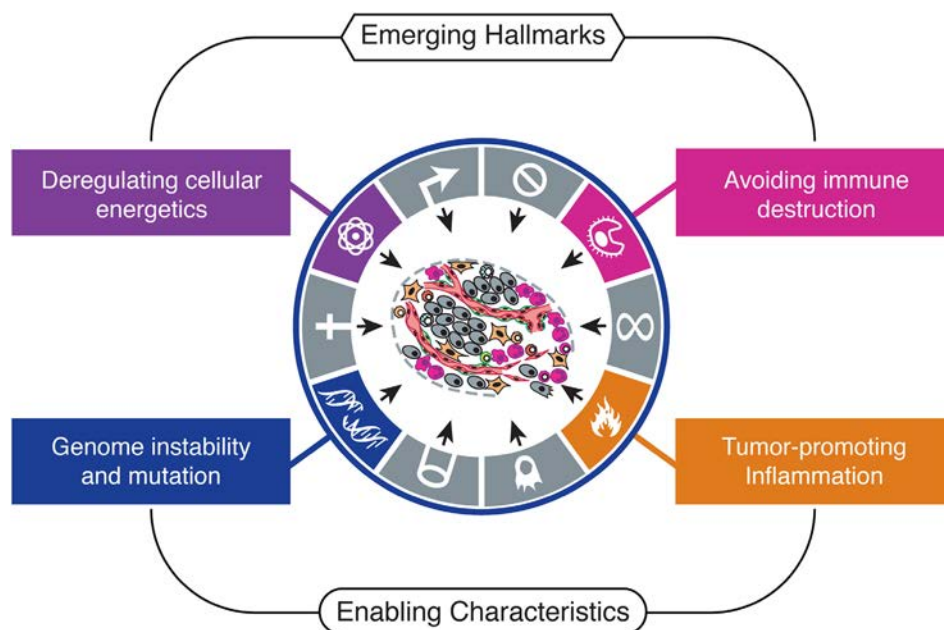 Emerging Hallmarks
Deregulating cellular
energetics
Avoiding immune
destruction
Genome instability
and mutation
Tumor-promoting
Inflammation
Enabling Characteristics